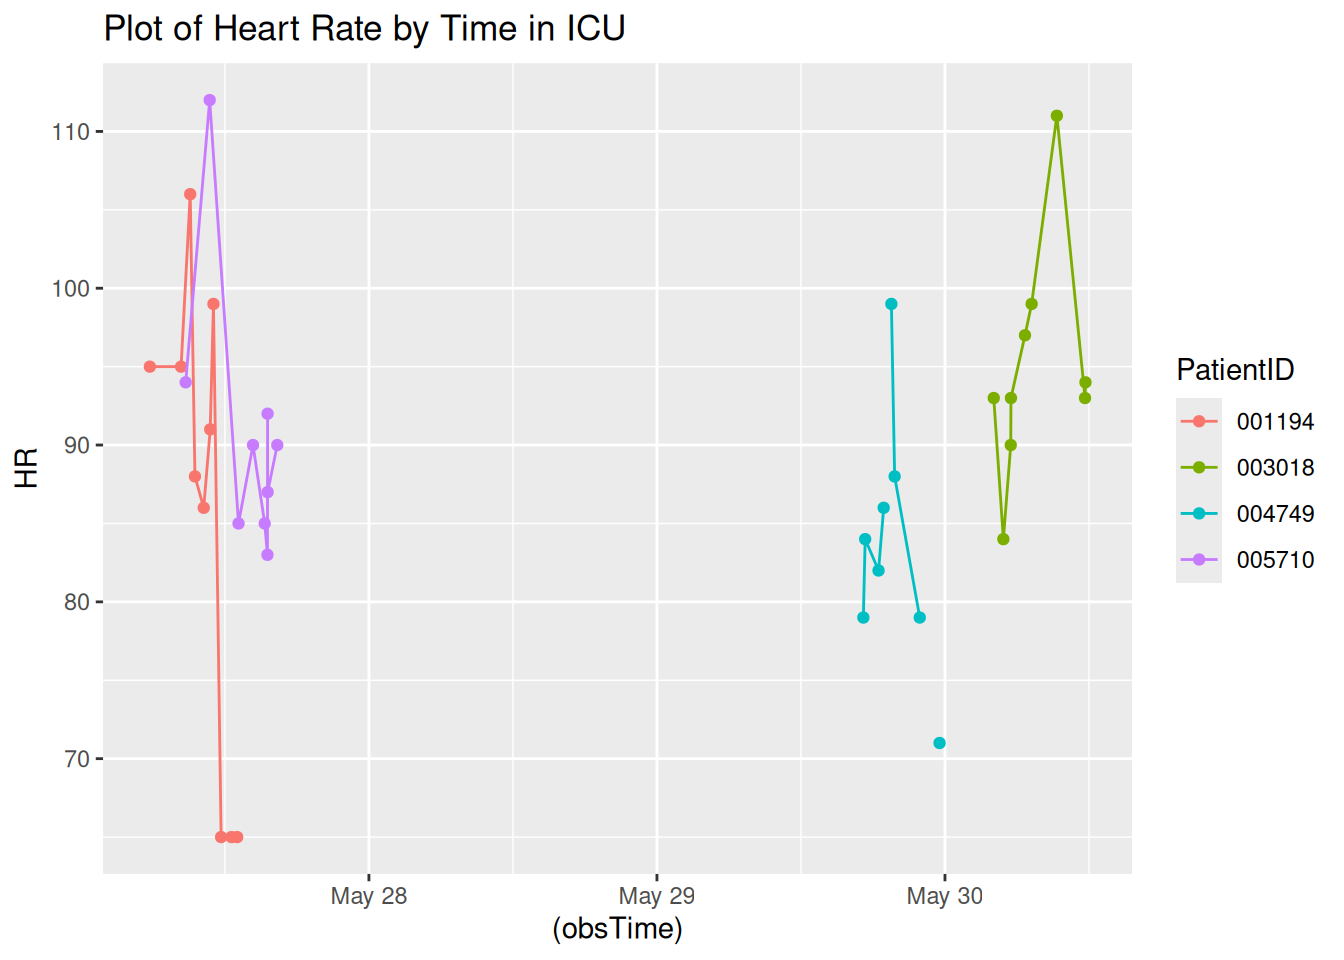 Plot of Heart Rate by Time in ICU
110
100
90
80
70
HR
May 28
May 29
May 30
(obsTime)
PatientID
001194
003018
004749
005710